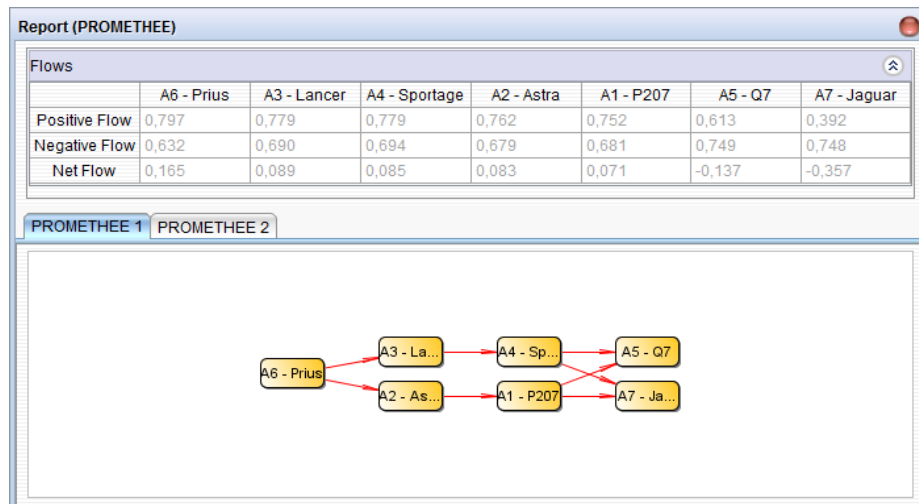 Report (PROMETHEE)
Flows
A6 - Prius A3 - Lancer A4 - Sportage A2 - Astra A1 - P207 A5 - Q7 A7 - Jaguar
Positive Flow 0,797 0,779 0,779 0,762 0,752 0,613 0,392
Negative Flow 0,632 0,690 0,694 0,679 0,681 0,749 0,748
Net Flow 0,165 0,089 0,085 0,083 0,071 -0,137 -0,357
PROMETHEE 1 PROMETHEE 2
A3 - La... A4 - Sp... A5 - Q7
A6 - Prius
A2 - As... A1 - P207 A7 - Ja...